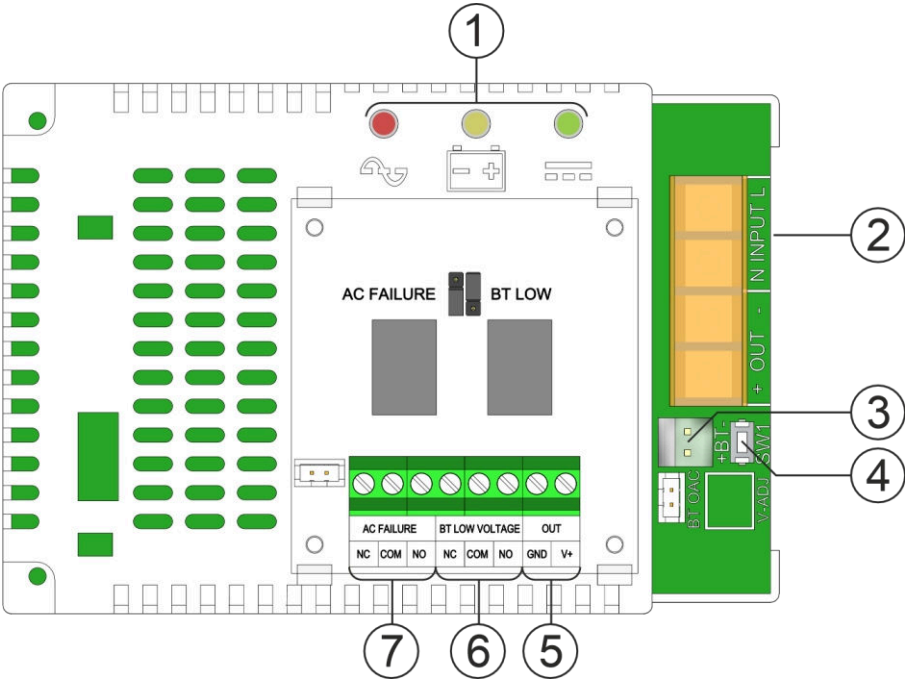 1
2
N INPUT L
AC FAILURE BT LOW
+ OUT -
3
+BT-
SW1
4
BT OAC
V-ADJ
AC FAILURE BT LOW VOLTAGE OUT
NC COM NO NC COM NO GND V+
7 6 5